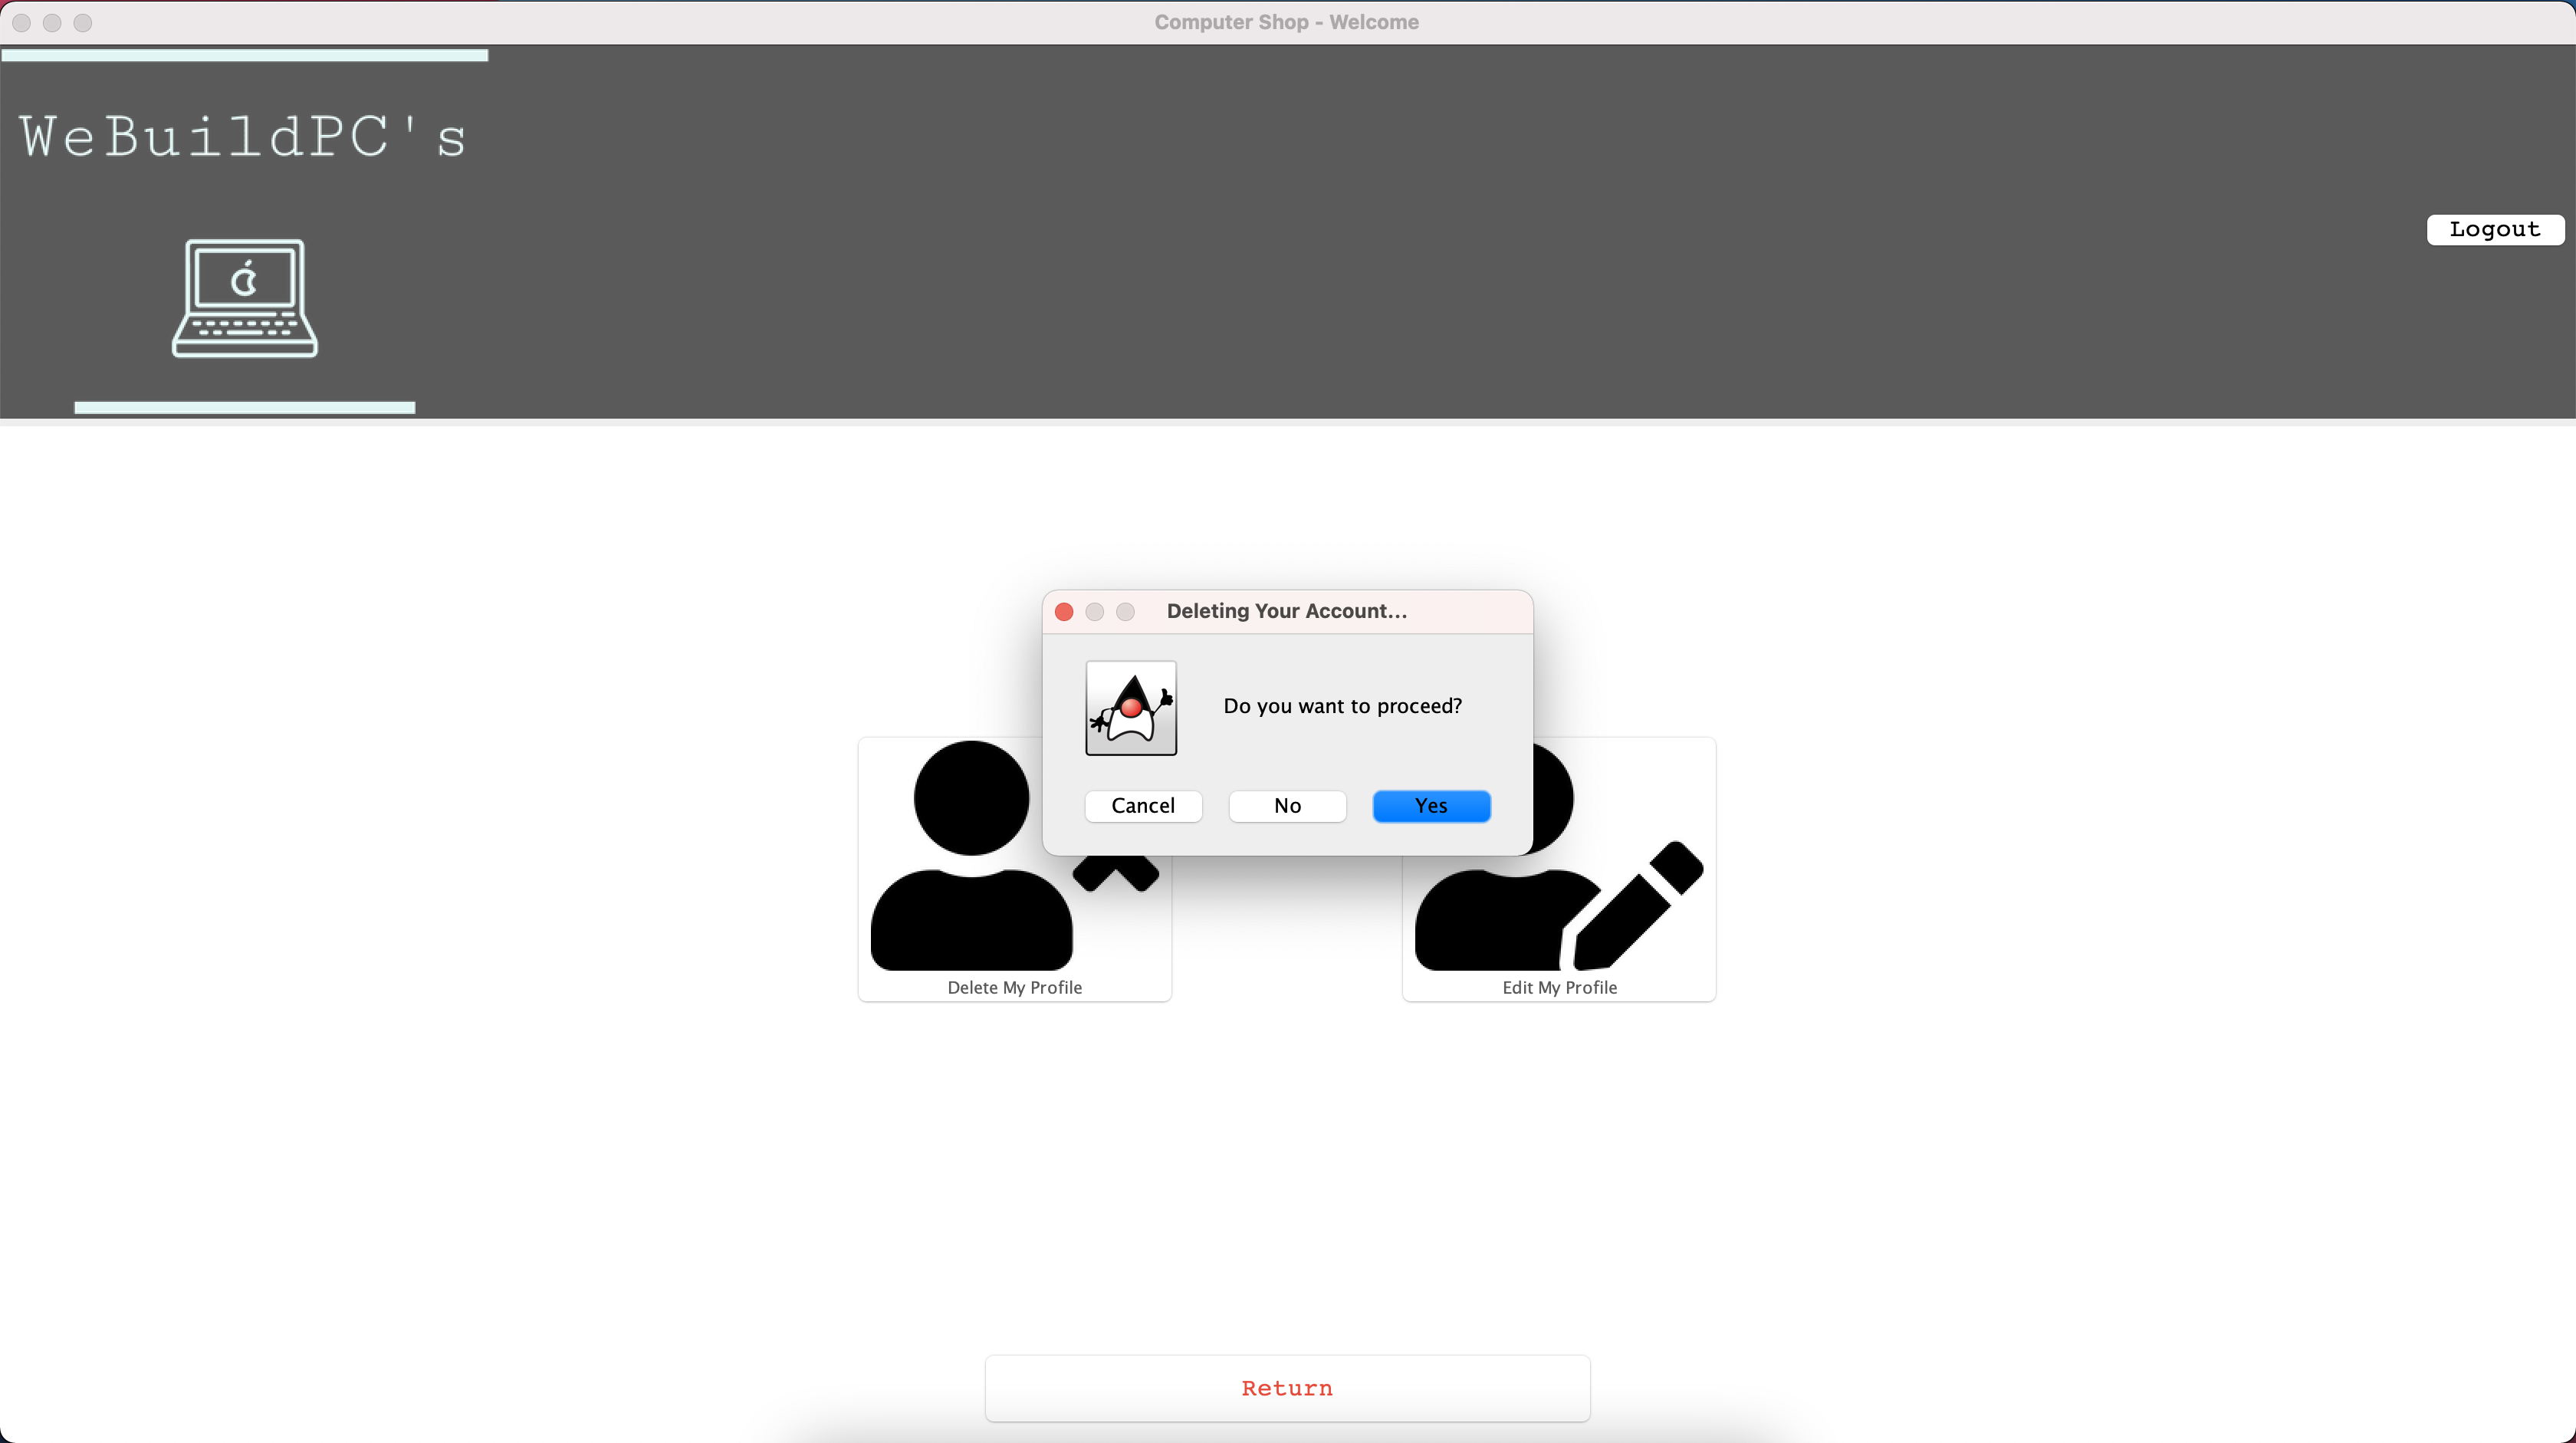 Computer Shop - Welcome
WeBuildPC's
Logout
Deleting Your Account...
Do you want to proceed?
Cancel
No
Yes
Delete My Profile
Edit My Profile
Return